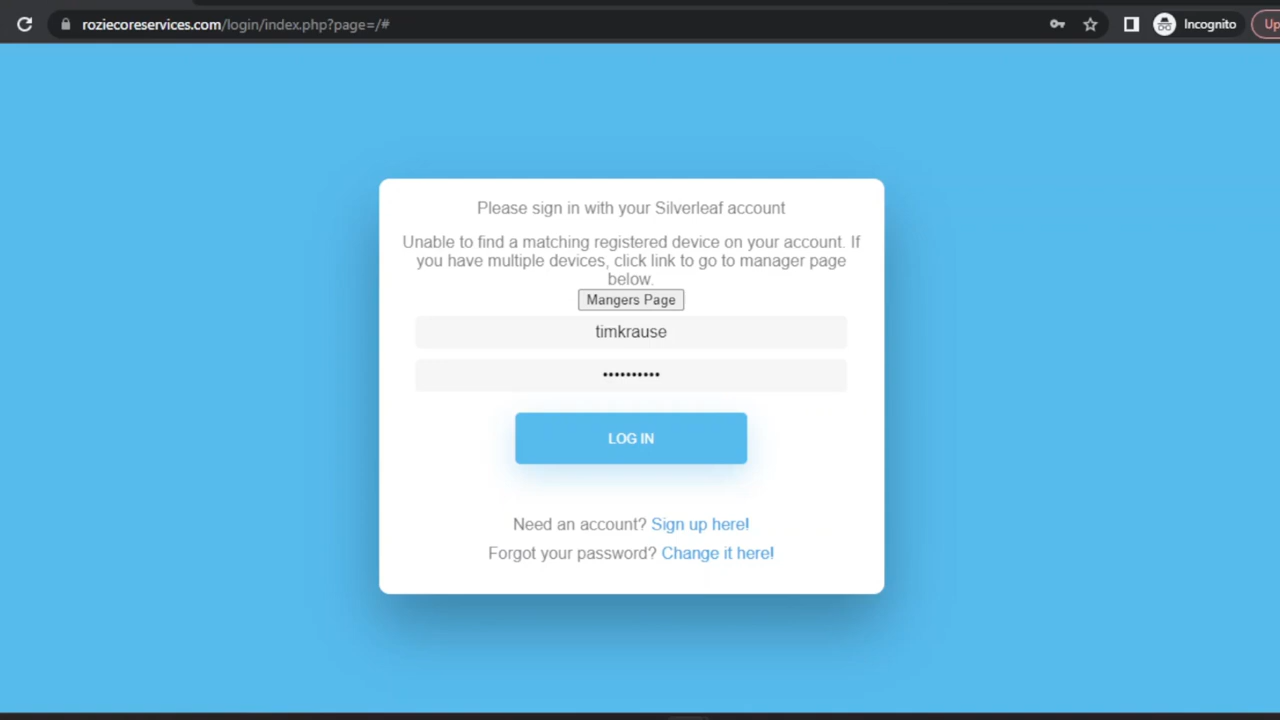 roziecoreservices.com/login/index.php?page=/#
Incognito
Up
Please sign in with your Silverleaf account
Unable to find a matching registered device on your account. If
you have multiple devices, click link to go to manager page
below.
Mangers Page
timkrause
••••••••••
LOG IN
Need an account? Sign up here!
Forgot your password? Change it here!